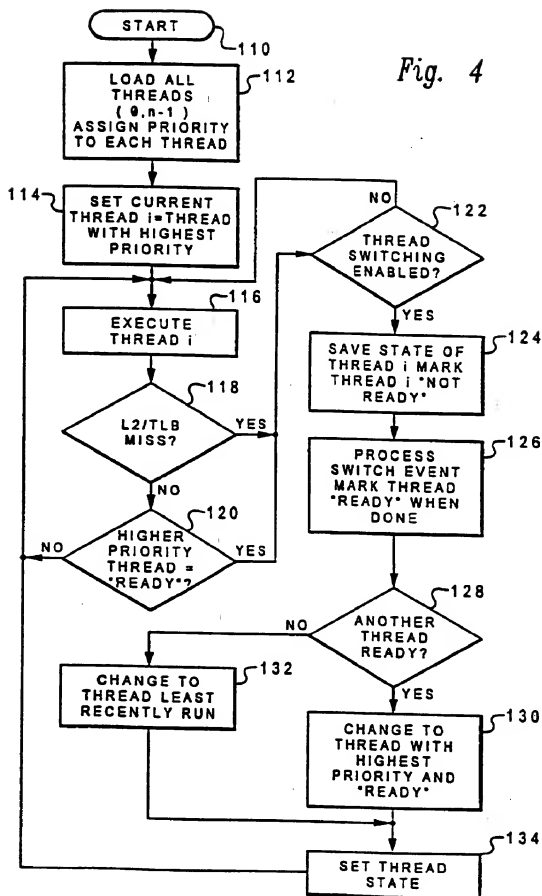 START
110
Fig. 4
LOAD ALL
THREADS
( 0,n-1 )
ASSIGN PRIORITY
TO EACH THREAD
112
114
SET CURRENT
THREAD i=THREAD
WITH HIGHEST
PRIORITY
NO
122
THREAD
SWITCHING
ENABLED?
116
EXECUTE
THREAD i
YES
124
SAVE STATE OF
THREAD i MARK
THREAD i "NOT
READY"
118
L2/TLB
MISS?
YES
NO
126
PROCESS
SWITCH EVENT
MARK THREAD
"READY" WHEN
DONE
120
HIGHER
PRIORITY
THREAD =
"READY"?
NO
YES
128
ANOTHER
THREAD
READY?
NO
YES
132
CHANGE TO
THREAD LEAST
RECENTLY RUN
130
CHANGE TO
THREAD WITH
HIGHEST
PRIORITY AND
"READY"
134
SET THREAD
STATE